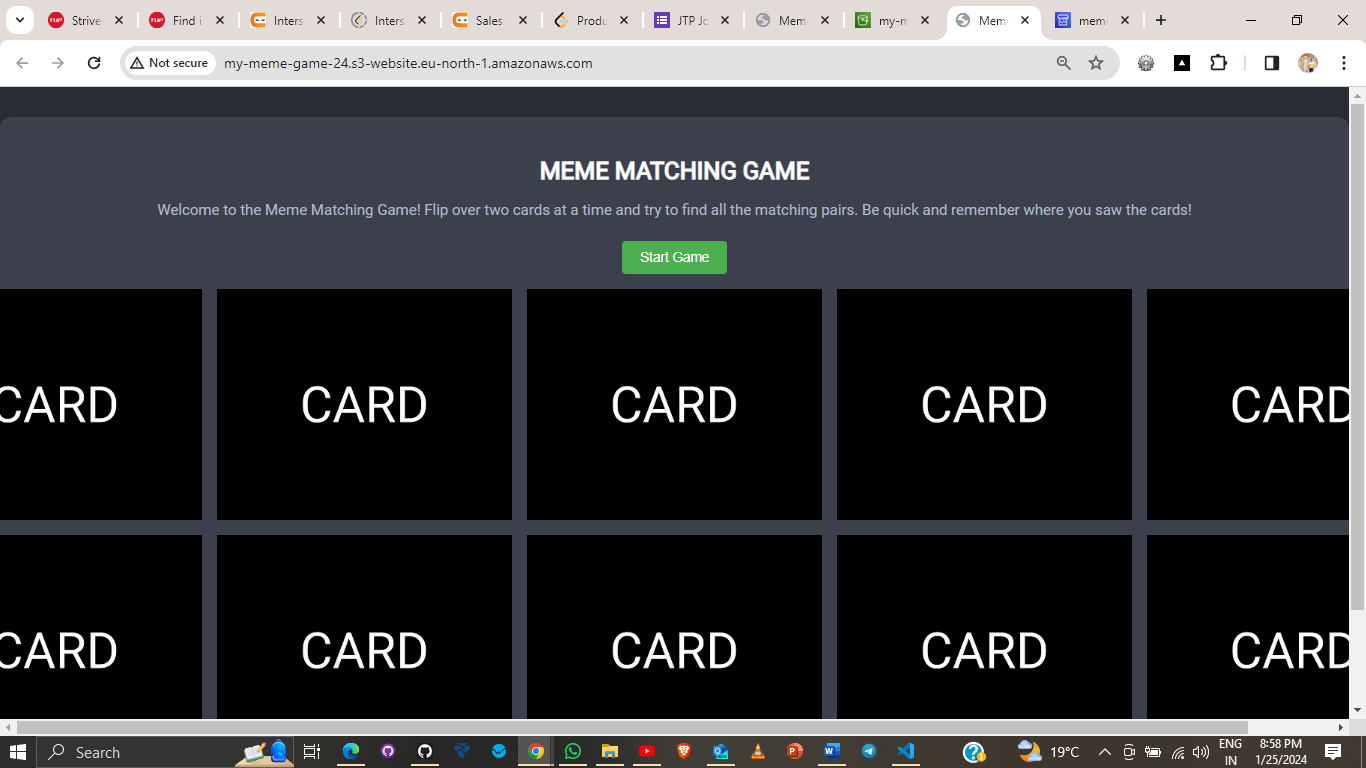 Strive
Find i
Inters
Inters
Sales
Produ
JTP Jo
Mem
my-m
Mem
mem
Not secure my-meme-game-24.s3-website.eu-north-1.amazonaws.com
MEME MATCHING GAME
Welcome to the Meme Matching Game! Flip over two cards at a time and try to find all the matching pairs. Be quick and remember where you saw the cards!
Start Game
CARD CARD CARD CARD CARD
CARD CARD CARD CARD CARD
Search
19°C
ENG
IN
8:58 PM
1/25/2024